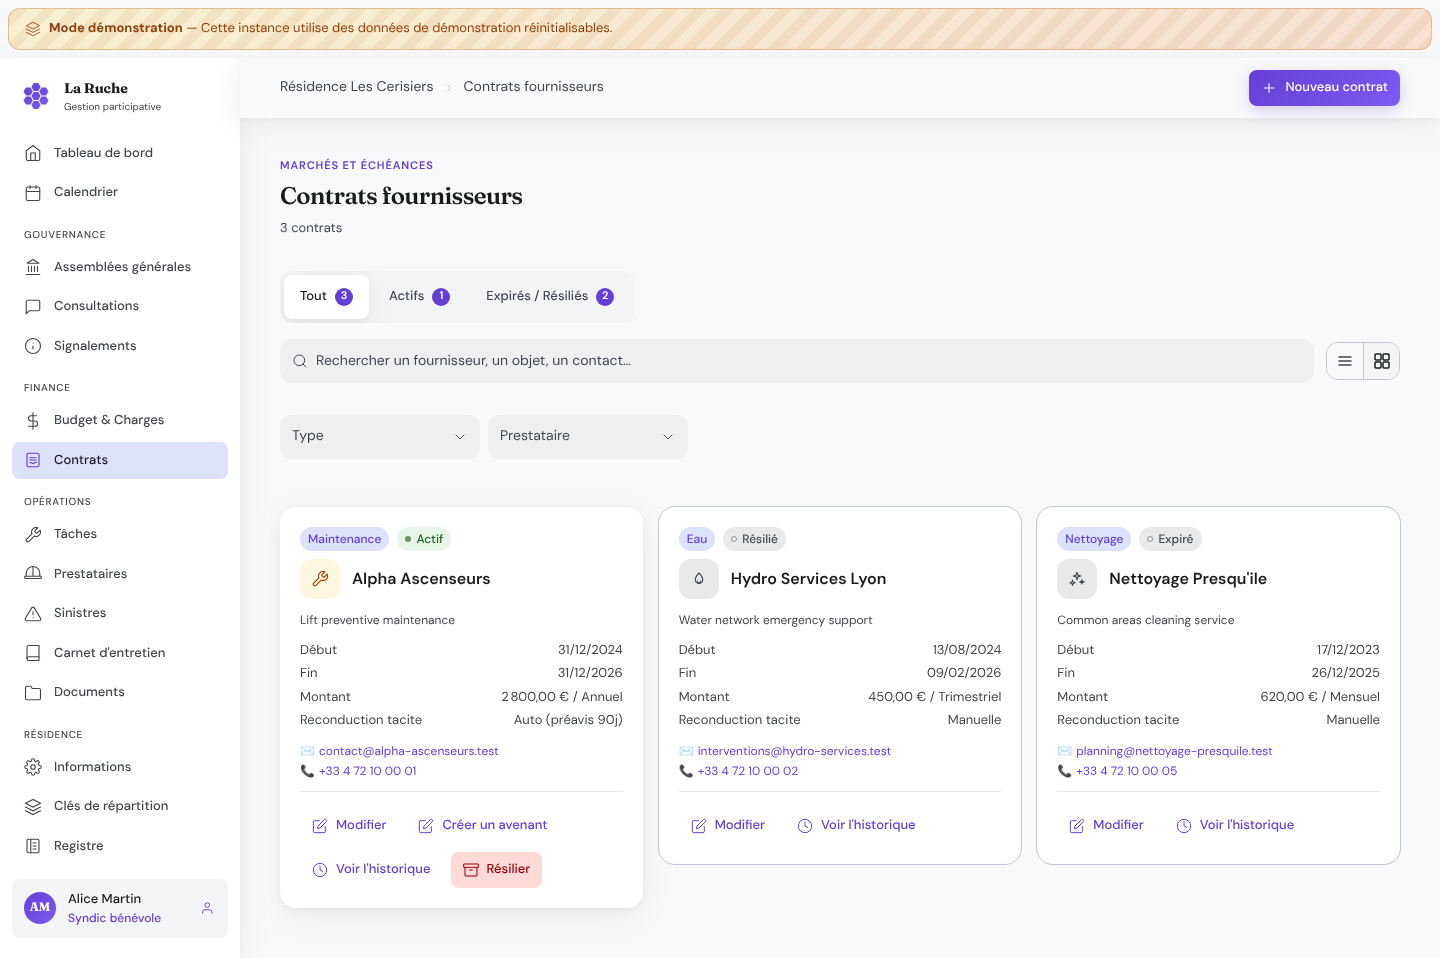 Mode démonstration — Cette instance utilise des données de démonstration réinitialisables.
La Ruche
Gestion participative
Tableau de bord
Calendrier
GOUVERNANCE
Assemblées générales
Consultations
Signalements
FINANCE
Budget & Charges
Contrats
OPÉRATIONS
Tâches
Prestataires
Sinistres
Carnet d'entretien
Documents
RÉSIDENCE
Informations
Clés de répartition
Registre
AM
Alice Martin
Syndic bénévole
Résidence Les Cerisiers > Contrats fournisseurs
+ Nouveau contrat
MARCHÉS ET ÉCHÉANCES
Contrats fournisseurs
3 contrats
Tout 3 Actifs 1 Expirés / Résiliés 2
Rechercher un fournisseur, un objet, un contact…
Type Prestataire
Maintenance Actif
Alpha Ascenseurs
Lift preventive maintenance
Début 31/12/2024
Fin 31/12/2026
Montant 2 800,00 € / Annuel
Reconduction tacite Auto (préavis 90j)
contact@alpha-ascenseurs.test
+33 4 72 10 00 01
Modifier Créer un avenant
Voir l'historique Résilier
Eau Résilié
Hydro Services Lyon
Water network emergency support
Début 13/08/2024
Fin 09/02/2026
Montant 450,00 € / Trimestriel
Reconduction tacite Manuelle
interventions@hydro-services.test
+33 4 72 10 00 02
Modifier Voir l'historique
Nettoyage Expiré
Nettoyage Presqu'ile
Common areas cleaning service
Début 17/12/2023
Fin 26/12/2025
Montant 620,00 € / Mensuel
Reconduction tacite Manuelle
planning@nettoyage-presquile.test
+33 4 72 10 00 05
Modifier Voir l'historique